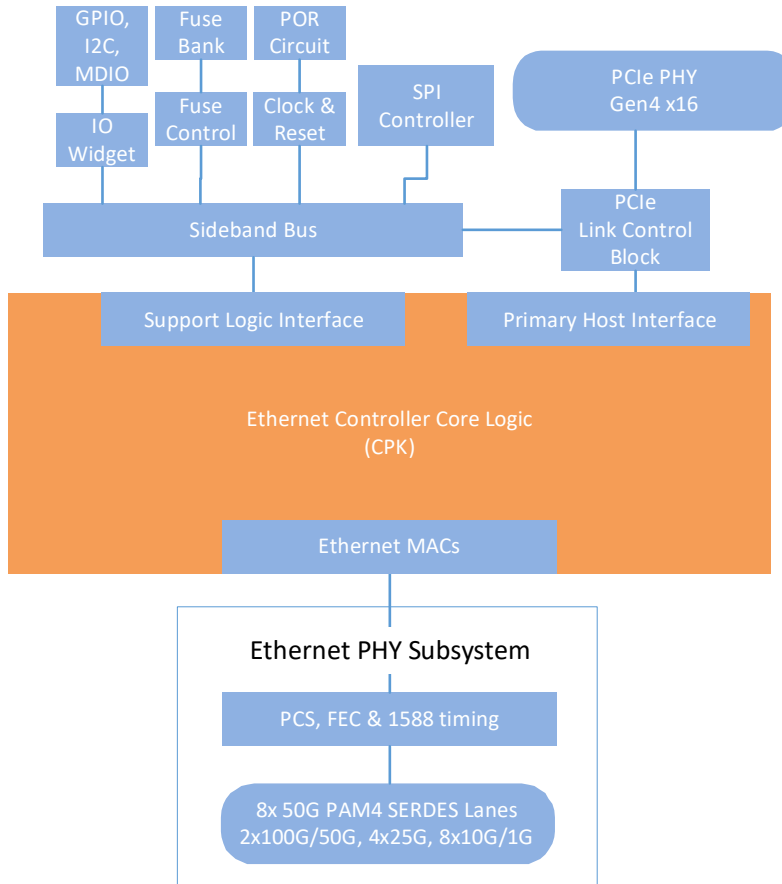 GPIO,
I2C,
MDIO
Fuse
Bank
POR
Circuit
SPI
Controller
PCIe PHY
Gen4 x16
IO
Widget
Fuse
Control
Clock &
Reset
Sideband Bus
PCIe
Link Control
Block
Support Logic Interface
Primary Host Interface
Ethernet Controller Core Logic
(CPK)
Ethernet MACs
Ethernet PHY Subsystem
PCS, FEC & 1588 timing
8x 50G PAM4 SERDES Lanes
2x100G/50G, 4x25G, 8x10G/1G